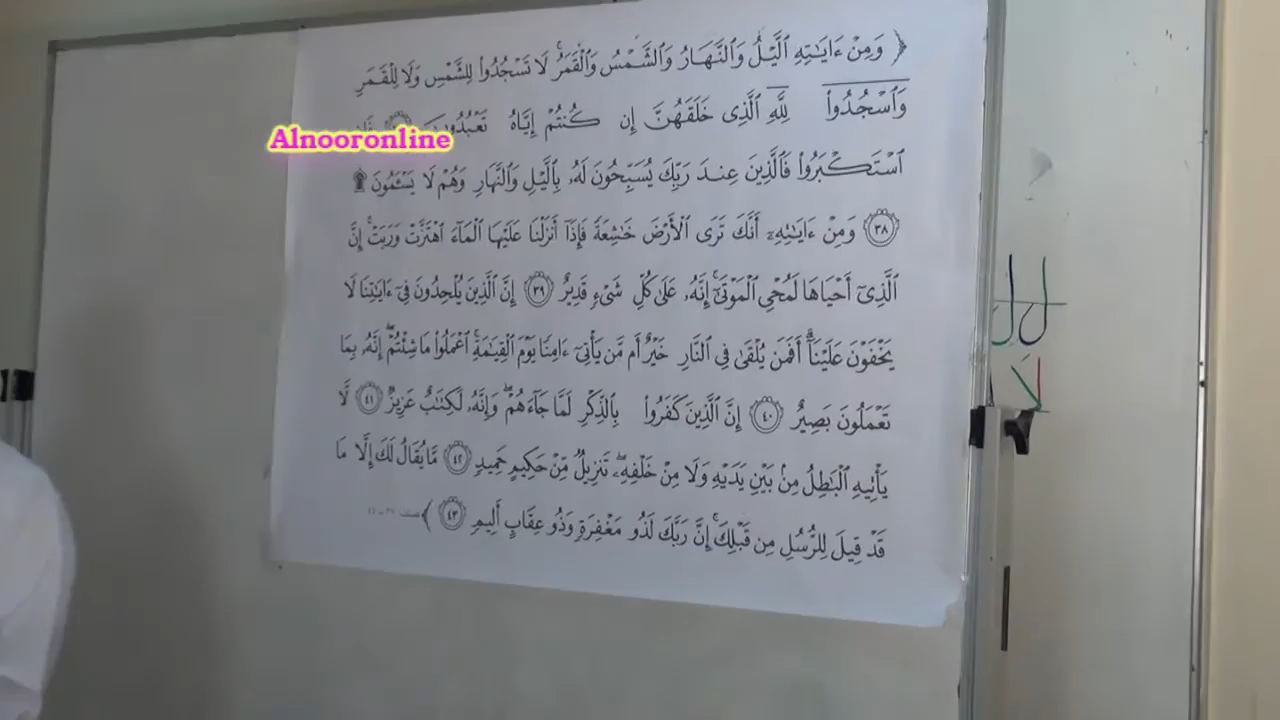 ﴿ وَمِنْ ءَايَٰتِهِ ٱلَّيْلُ وَٱلنَّهَارُ وَٱلشَّمْسُ وَٱلْقَمَرُ ۚ لَا تَسْجُدُوا۟ لِلشَّمْسِ وَلَا لِلْقَمَرِ
وَٱسْجُدُوا۟ لِلَّهِ ٱلَّذِى خَلَقَهُنَّ إِن كُنتُمْ إِيَّاهُ تَعْبُدُونَ
Alnooronline
ٱسْتَكْبَرُوا۟ فَٱلَّذِينَ عِندَ رَبِّكَ يُسَبِّحُونَ لَهُۥ بِٱلَّيْلِ وَٱلنَّهَارِ وَهُمْ لَا يَسْـَٔمُونَ ۩
٣٨ وَمِنْ ءَايَٰتِهِۦٓ أَنَّكَ تَرَى ٱلْأَرْضَ خَٰشِعَةً فَإِذَآ أَنزَلْنَا عَلَيْهَا ٱلْمَآءَ ٱهْتَزَّتْ وَرَبَتْ ۚ إِنَّ
ٱلَّذِىٓ أَحْيَاهَا لَمُحْىِ ٱلْمَوْتَىٰٓ ۚ إِنَّهُۥ عَلَىٰ كُلِّ شَىْءٍ قَدِيرٌ ٣٩ إِنَّ ٱلَّذِينَ يُلْحِدُونَ فِىٓ ءَايَٰتِنَا لَا
يَخْفَوْنَ عَلَيْنَآ ۗ أَفَمَن يُلْقَىٰ فِى ٱلنَّارِ خَيْرٌ أَم مَّن يَأْتِىٓ ءَامِنًا يَوْمَ ٱلْقِيَٰمَةِ ۚ ٱعْمَلُوا۟ مَا شِئْتُمْ ۖ إِنَّهُۥ بِمَا
تَعْمَلُونَ بَصِيرٌ ٤٠ إِنَّ ٱلَّذِينَ كَفَرُوا۟ بِٱلذِّكْرِ لَمَّا جَآءَهُمْ ۖ وَإِنَّهُۥ لَكِتَٰبٌ عَزِيزٌ ٤١ لَّا
يَأْتِيهِ ٱلْبَٰطِلُ مِنۢ بَيْنِ يَدَيْهِ وَلَا مِنْ خَلْفِهِۦ ۖ تَنزِيلٌ مِّنْ حَكِيمٍ حَمِيدٍ ٤٢ مَّا يُقَالُ لَكَ إِلَّا مَا
قَدْ قِيلَ لِلرُّسُلِ مِن قَبْلِكَ ۚ إِنَّ رَبَّكَ لَذُو مَغْفِرَةٍ وَذُو عِقَابٍ أَلِيمٍ ٤٣ ﴾
ل ل
لا